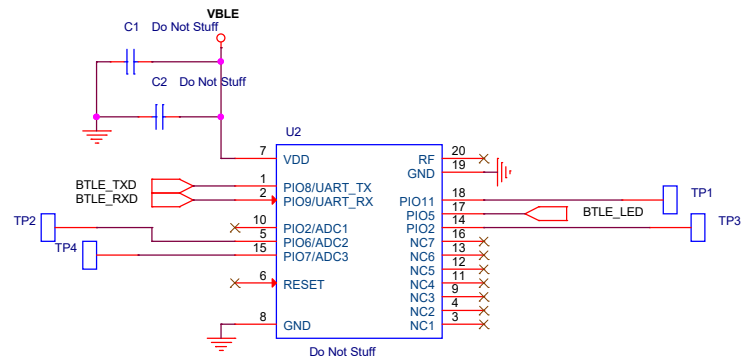 VBLE
C1 Do Not Stuff
C2 Do Not Stuff
U2
7 VDD
RF 20
GND 19
BTLE_TXD 1 PIO8/UART_TX
BTLE_RXD 2 PIO9/UART_RX
PIO11 18 TP1
PIO5 17 BTLE_LED
TP2 10 PIO2/ADC1
PIO2 14 TP3
5 PIO6/ADC2
NC7 16
TP4 15 PIO7/ADC3
NC6 13
NC5 12
6 RESET
NC4 11
NC3 9
NC2 4
8 GND
NC1 3
Do Not Stuff